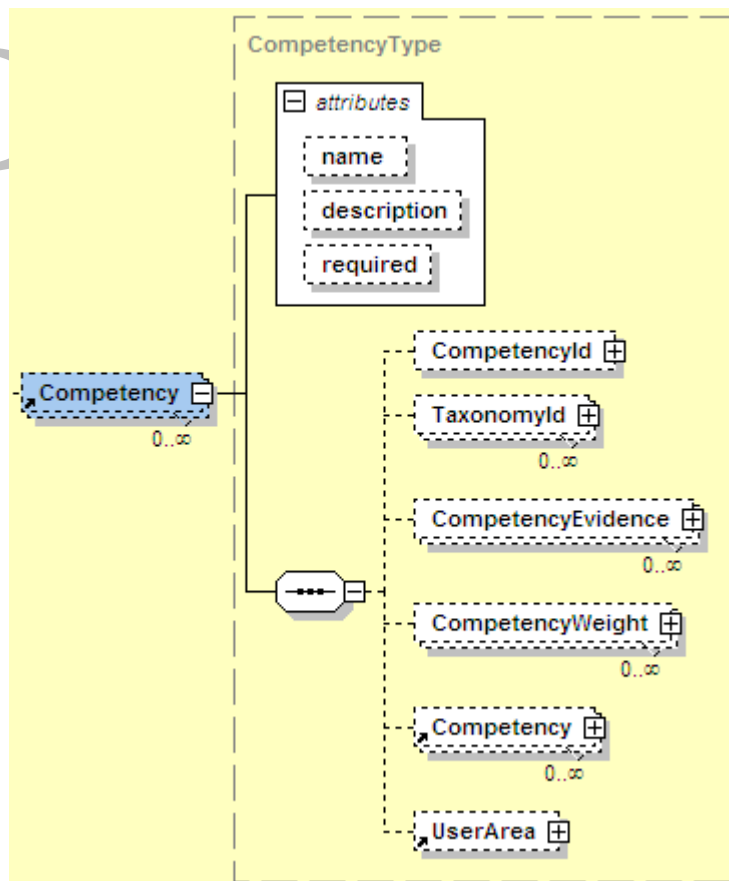 CompetencyType
attributes
name
description
required
CompetencyId
Competency
TaxonomyId
0..∞
0..∞
CompetencyEvidence
0..∞
CompetencyWeight
0..∞
Competency
0..∞
UserArea